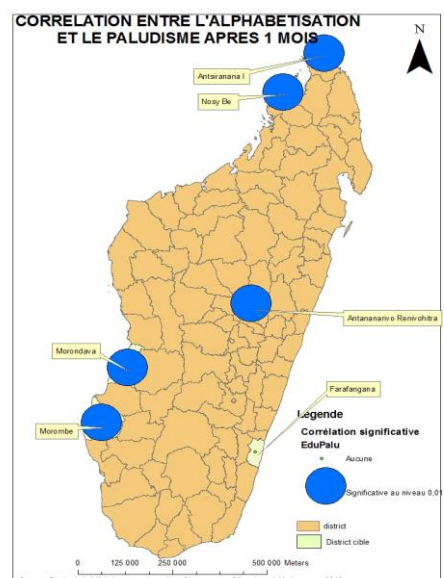 CORRELATION ENTRE L'ALPHABETISATION
ET LE PALUDISME APRES 1 MOIS
N
Antsiranana I
Nosy Be
Antananarivo Renivohitra
Morondava
Farafangana
Morombe
Légende
Corrélation significative
EduPalu
Aucune
Significative au niveau 0,01
district
District cible
0 125 000 250 000 500 000 Meters